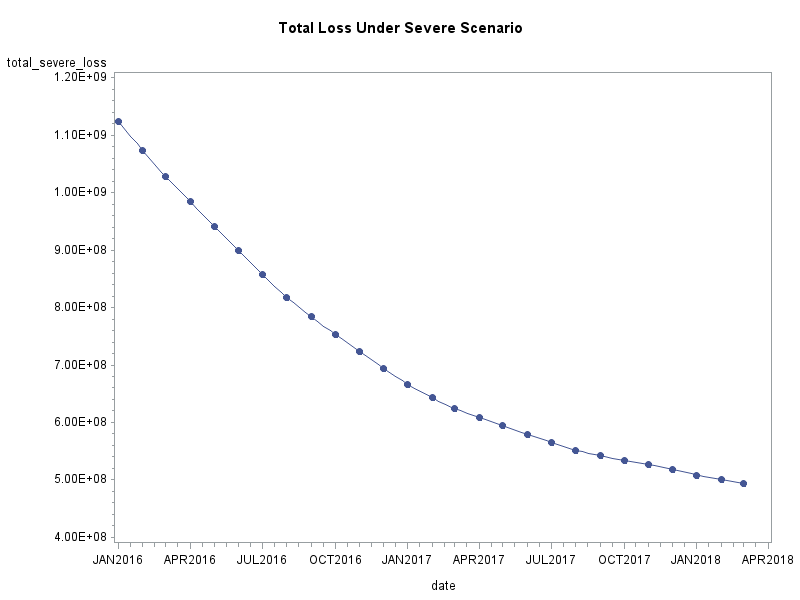 Total Loss Under Severe Scenario
total_severe_loss
1.20E+09
1.10E+09
1.00E+09
9.00E+08
8.00E+08
7.00E+08
6.00E+08
5.00E+08
4.00E+08
JAN2016 APR2016 JUL2016 OCT2016 JAN2017 APR2017 JUL2017 OCT2017 JAN2018 APR2018
date